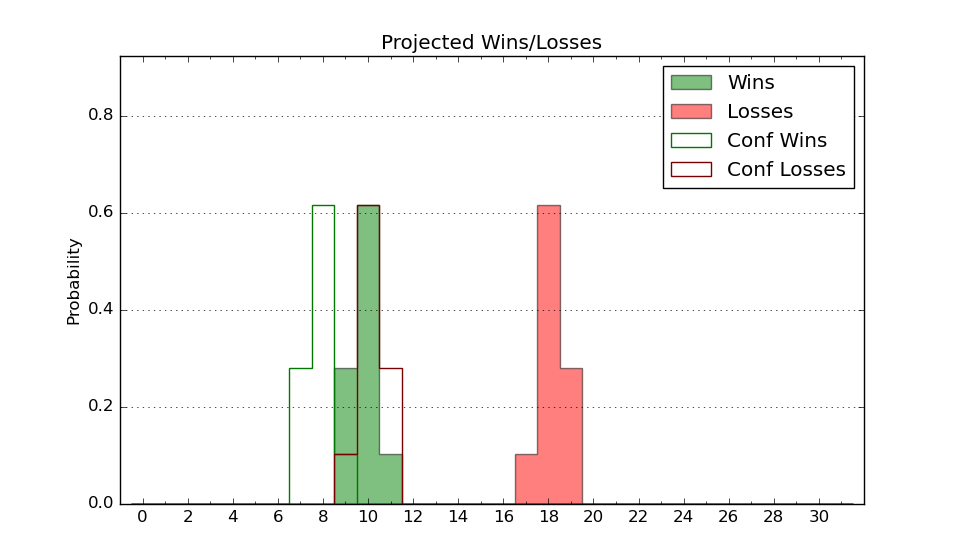 Projected Wins/Losses
Wins
Losses
Conf Wins
Conf Losses
Probability
0.8
0.6
0.4
0.2
0.0
0 2 4 6 8 10 12 14 16 18 20 22 24 26 28 30